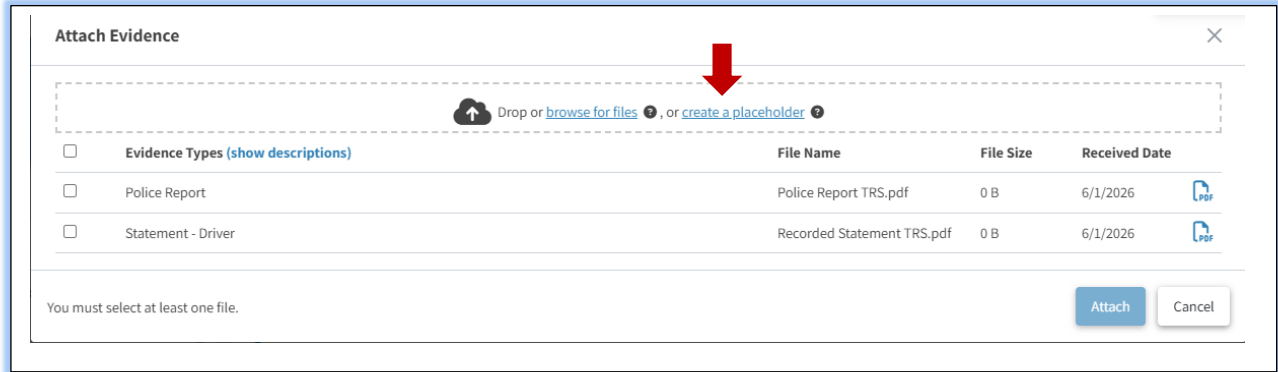 Attach Evidence
Drop or browse for files ? , or create a placeholder ?
Evidence Types (show descriptions) File Name File Size Received Date
Police Report Police Report TRS.pdf 0 B 6/1/2026 PDF
Statement - Driver Recorded Statement TRS.pdf 0 B 6/1/2026 PDF
You must select at least one file. Attach Cancel